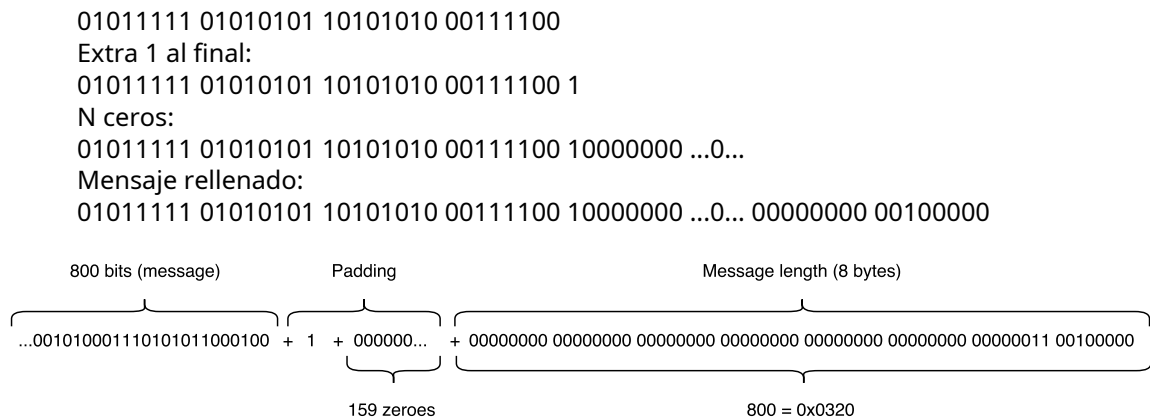 01011111 01010101 10101010 00111100
Extra 1 al final:
01011111 01010101 10101010 00111100 1
N ceros:
01011111 01010101 10101010 00111100 10000000 ...0...
Mensaje rellenado:
01011111 01010101 10101010 00111100 10000000 ...0... 00000000 00100000
800 bits (message) Padding Message length (8 bytes)
...00101000111010101011000100 + 1 + 000000... + 00000000 00000000 00000000 00000000 00000000 00000000 00000011 00100000
159 zeroes 800 = 0x0320